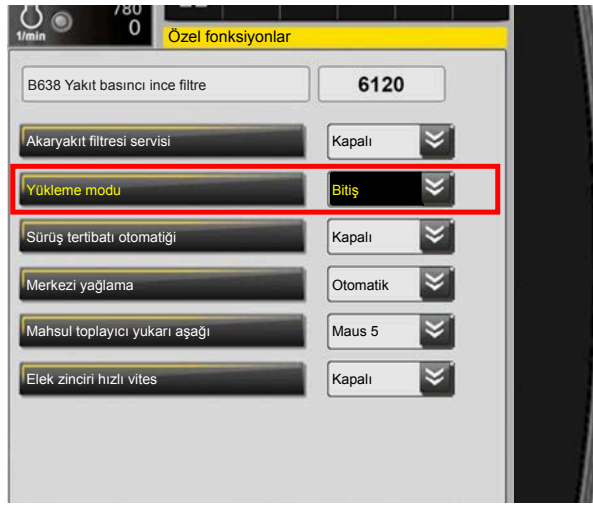 780
1/min 0
Özel fonksiyonlar
B638 Yakıt basıncı ince filtre 6120
Akaryakıt filtresi servisi Kapalı
Yükleme modu Bitiş
Sürüş tertibatı otomatiği Kapalı
Merkezi yağlama Otomatik
Mahsul toplayıcı yukarı aşağı Maus 5
Elek zinciri hızlı vites Kapalı